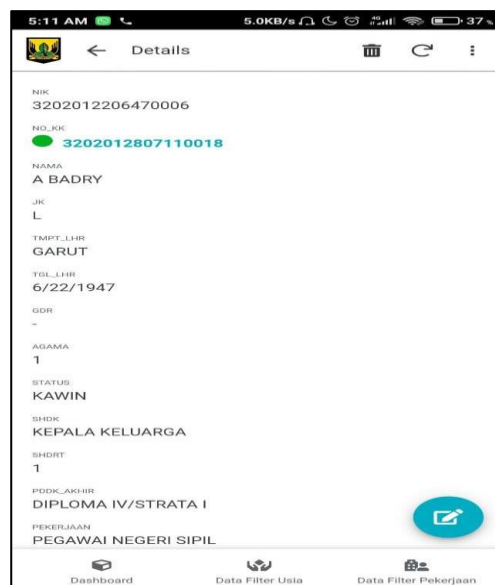 5:11 AM 5.0KB/s 4G 37%
Details
NIK
3202012206470006
NO_KK
3202012807110018
NAMA
A BADRY
JK
L
TMPT_LHR
GARUT
TGL_LHR
6/22/1947
GDR
-
AGAMA
1
STATUS
KAWIN
SHDK
KEPALA KELUARGA
SHDRT
1
PDDK_AKHIR
DIPLOMA IV/STRATA I
PEKERJAAN
PEGAWAI NEGERI SIPIL
Dashboard Data Filter Usia Data Filter Pekerjaan